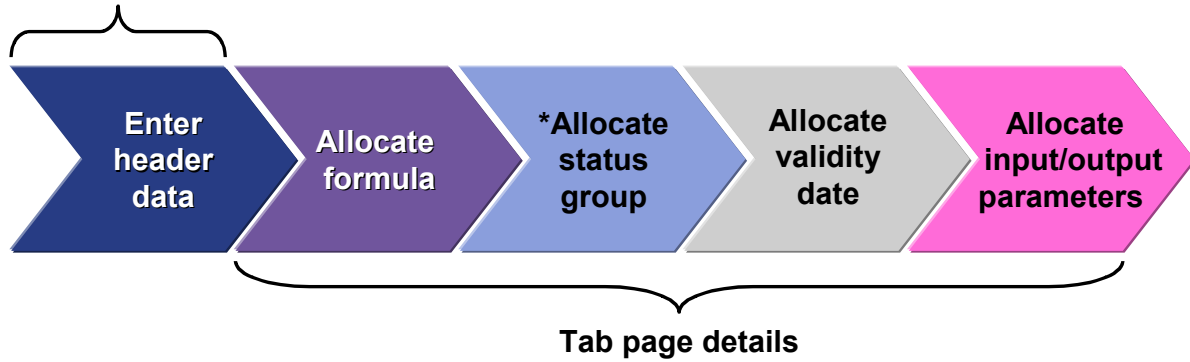 Enter
header
data
Allocate
formula
*Allocate
status
group
Allocate
validity
date
Allocate
input/output
parameters
Tab page details